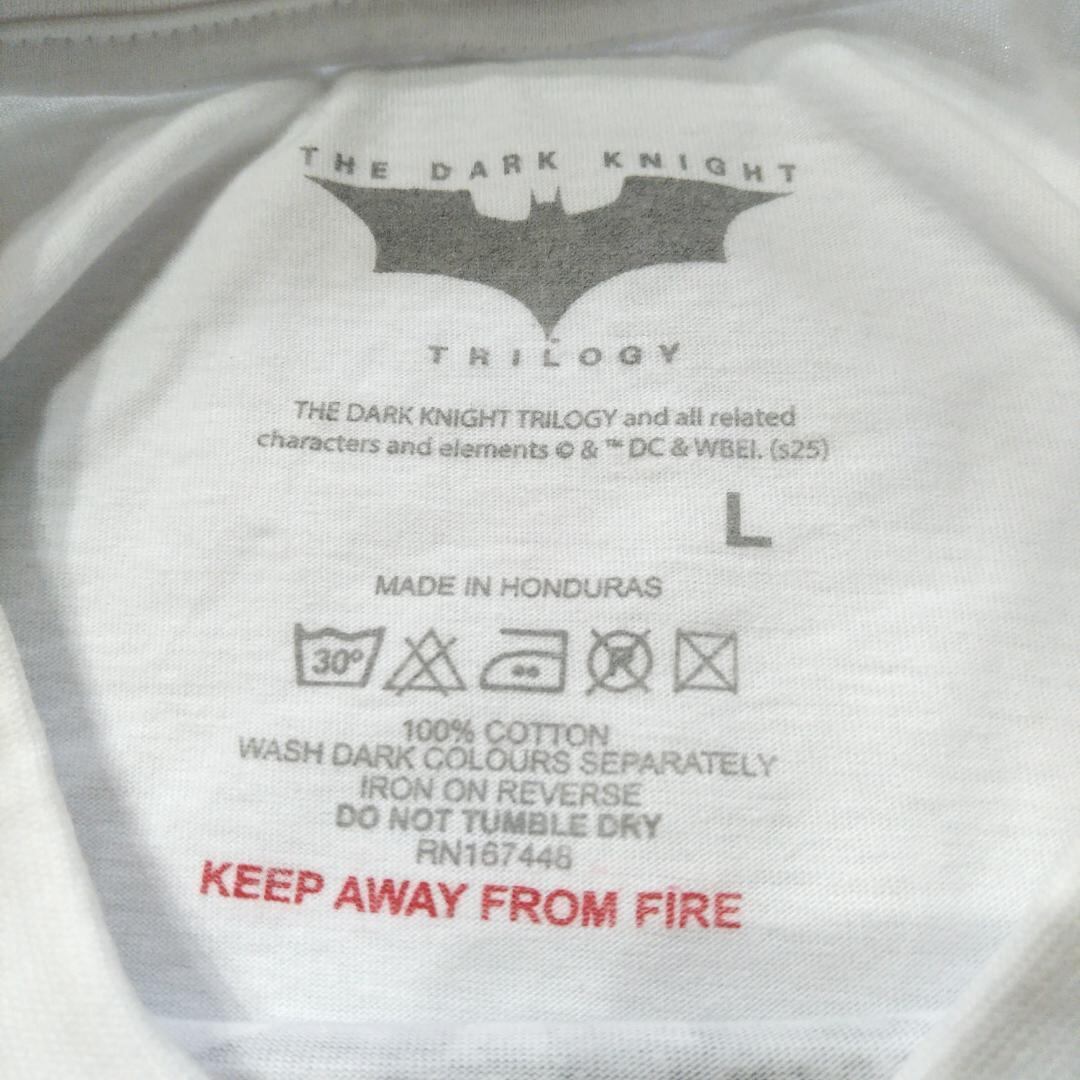 THE DARK KNIGHT
TRILOGY
THE DARK KNIGHT TRILOGY and all related
characters and elements © & ™ DC & WBEI. (s25)
L
MADE IN HONDURAS
30º
P
100% COTTON
WASH DARK COLOURS SEPARATELY
IRON ON REVERSE
DO NOT TUMBLE DRY
RN167448
KEEP AWAY FROM FIRE